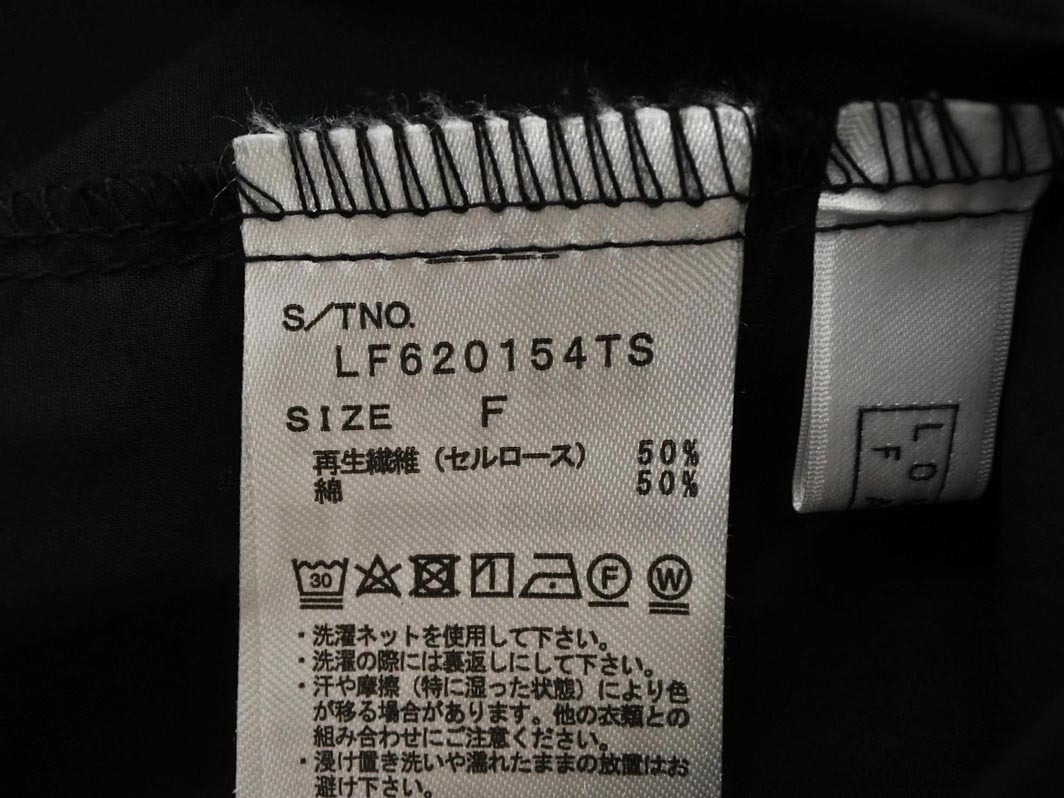 S/TNO.
LF620154TS
SIZE F
再生繊維（セルロース） 50%
綿 50%
30 F W
・洗濯ネットを使用して下さい。
・洗濯の際には裏返しにして下さい。
・汗や摩擦（特に湿った状態）により色
が移る場合があります。他の衣類との
組み合わせにご注意ください。
・浸け置き洗いや濡れたままの放置はお
避け下さい。
LO
F